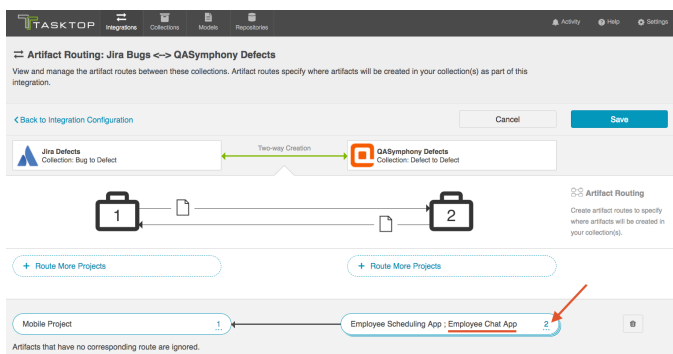 TASKTOP
Integrations
Collections
Models
Repositories
Activity
Help
Settings
Artifact Routing: Jira Bugs <--> QASymphony Defects
View and manage the artifact routes between these collections. Artifact routes specify where artifacts will be created in your collection(s) as part of this
integration.
Back to Integration Configuration
Cancel
Save
Jira Defects
Collection: Bug to Defect
Two-way Creation
QASymphony Defects
Collection: Defect to Defect
1
2
Artifact Routing
Create artifact routes to specify
where artifacts will be created in
your collection(s).
+ Route More Projects
+ Route More Projects
Mobile Project
1
Employee Scheduling App ; Employee Chat App
2
Artifacts that have no corresponding route are ignored.